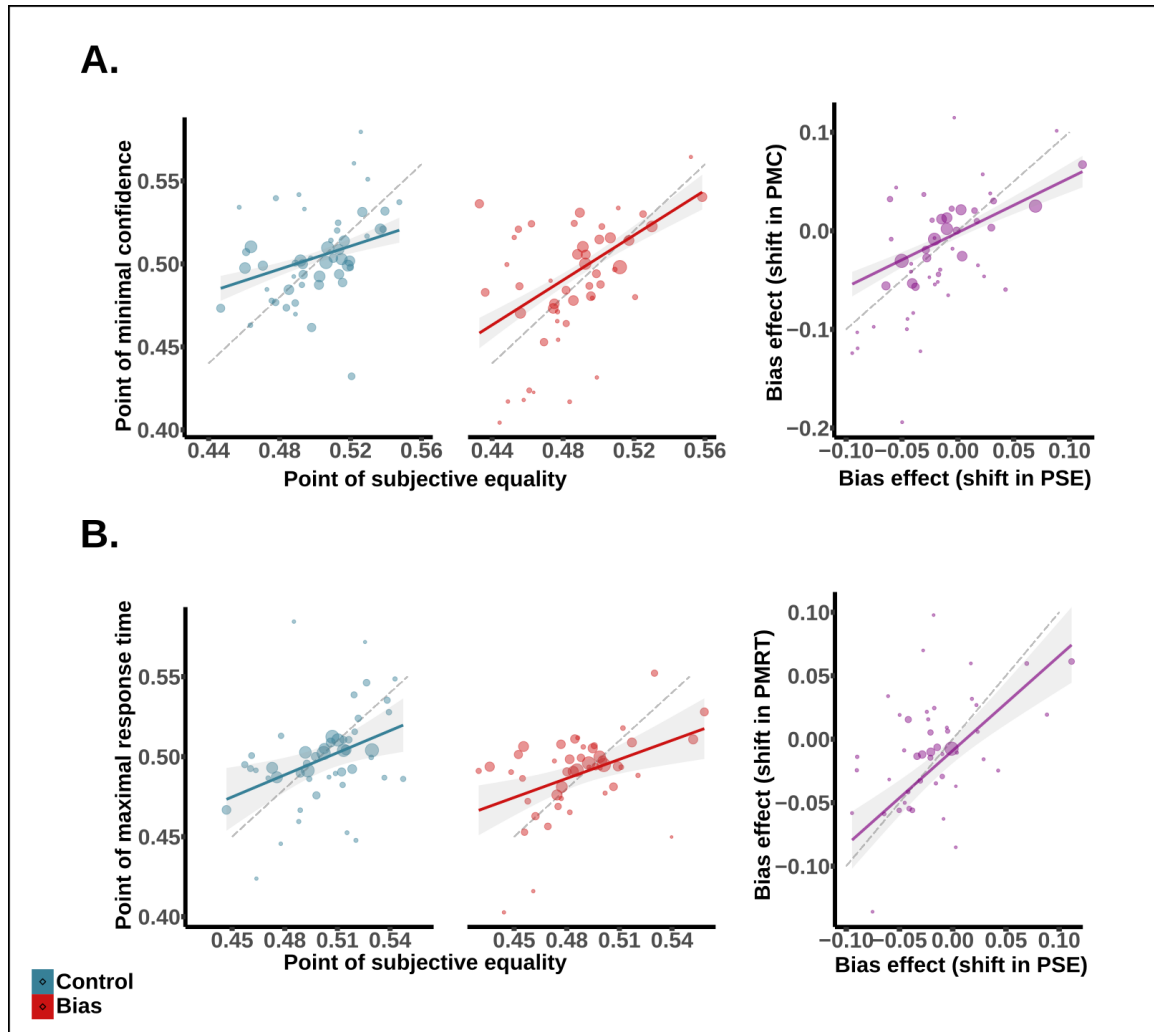 A.
Point of minimal confidence
0.55
0.50
0.45
0.40
0.44 0.48 0.52 0.56
0.44 0.48 0.52 0.56
Point of subjective equality
Bias effect (shift in PMC)
0.1
0.0
−0.1
−0.2
−0.10 −0.05 0.00 0.05 0.10
Bias effect (shift in PSE)
B.
Point of maximal response time
0.55
0.50
0.45
0.40
0.45 0.48 0.51 0.54
0.45 0.48 0.51 0.54
Point of subjective equality
Bias effect (shift in PMRT)
0.10
0.05
0.00
−0.05
−0.10
−0.10 −0.05 0.00 0.05 0.10
Bias effect (shift in PSE)
Control
Bias